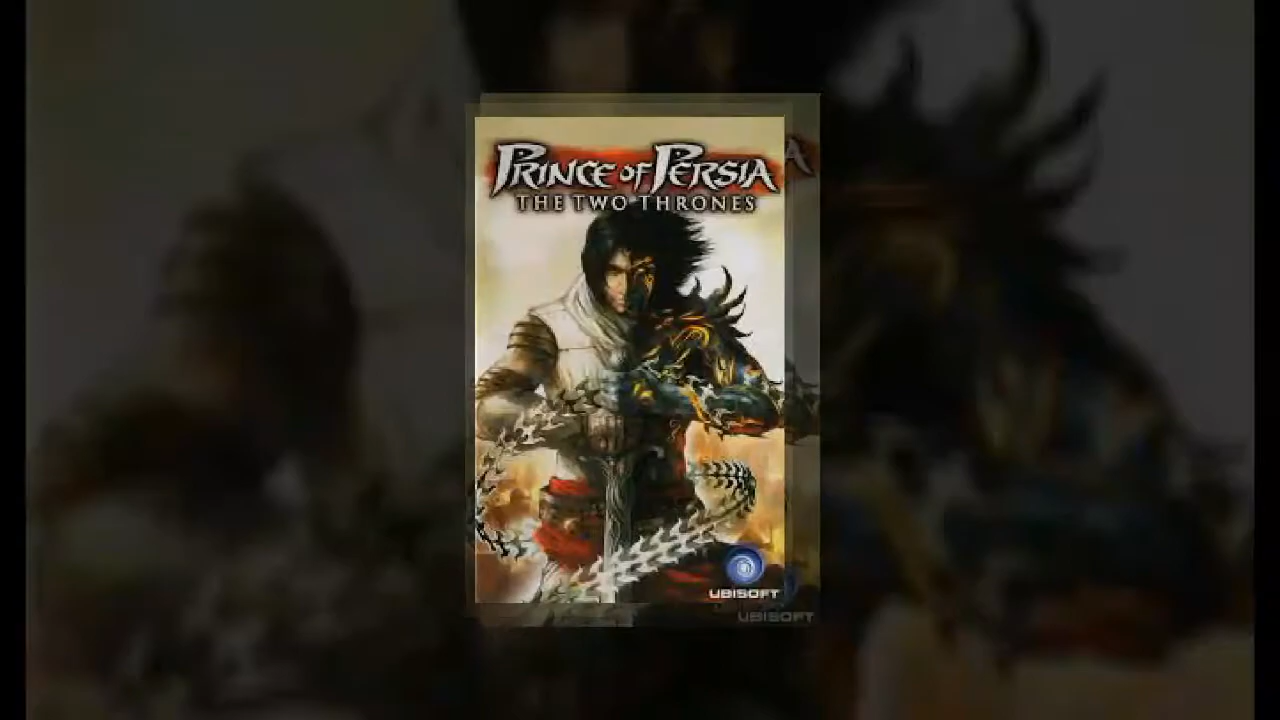 PRINCE OF PERSIA
THE TWO THRONES
UBISOFT
A
UBISOFT